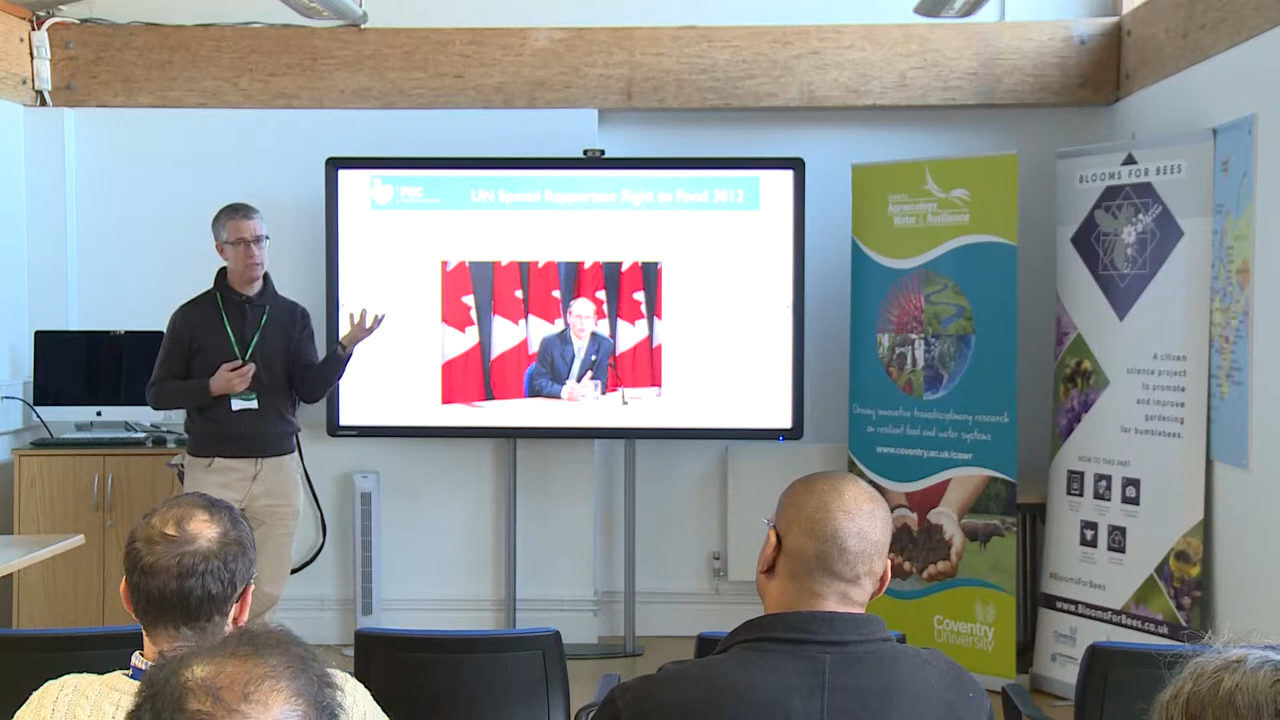 UN Special Rapporteur Right to Food 2012
Agroecology
Water & Resilience
Driving innovative transdisciplinary research
on resilient food and water systems
www.coventry.ac.uk/cawr
Coventry
University
BLOOMS FOR BEES
A citizen
science project
to promote
and improve
gardening
for bumblebees.
HOW TO TAKE PART
#BloomsForBees
www.BloomsForBees.co.uk
Coventry